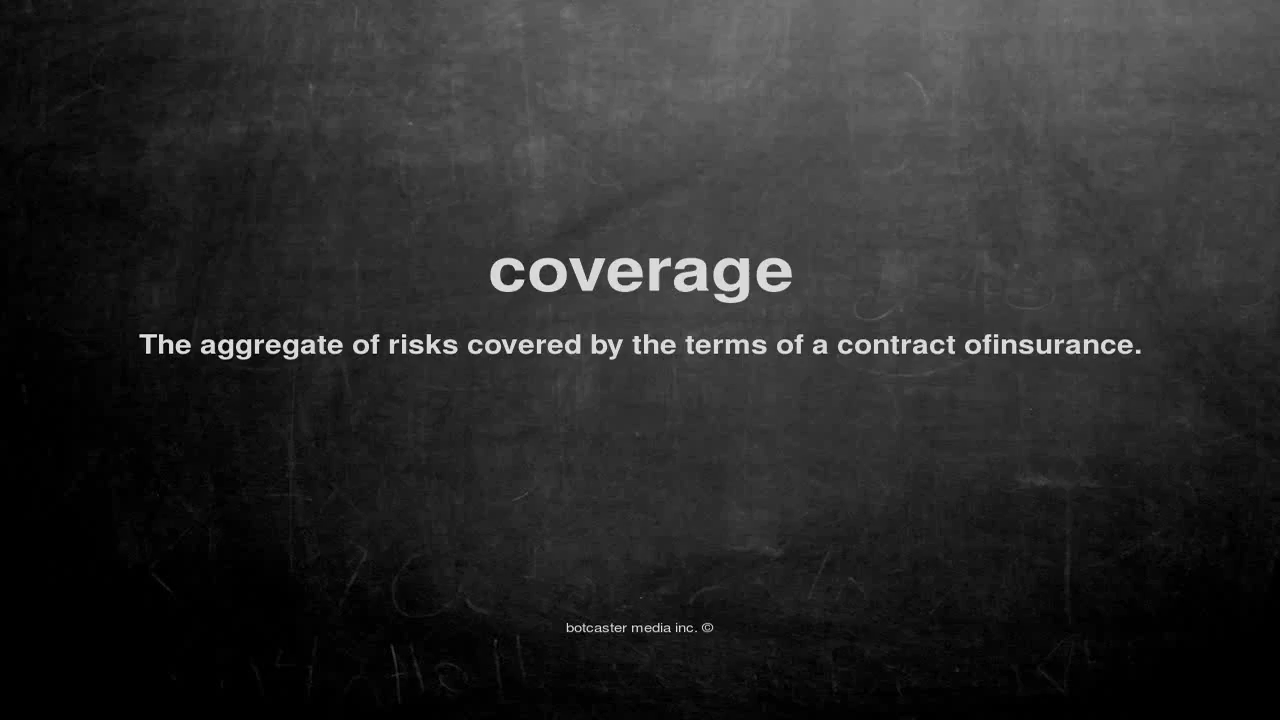 coverage
The aggregate of risks covered by the terms of a contract ofinsurance.
botcaster media inc. ©